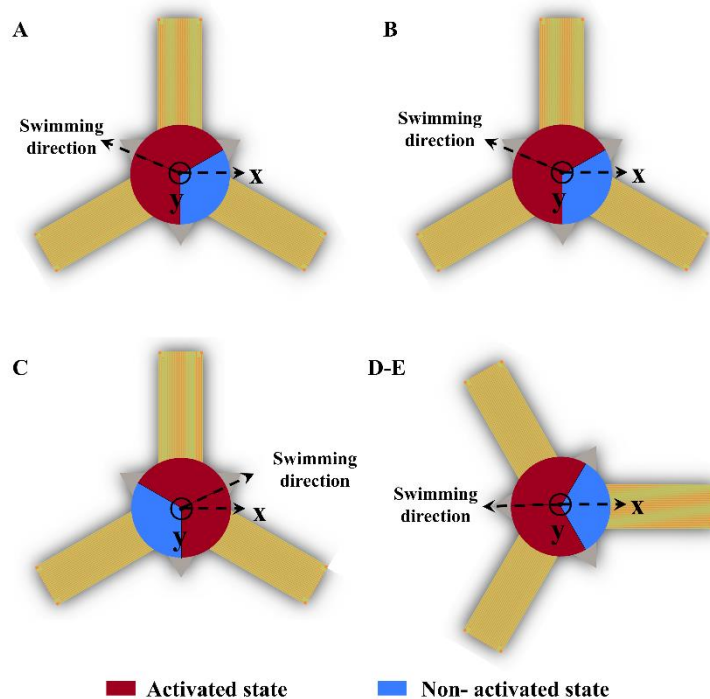 A
Swimming
direction
x
y
B
Swimming
direction
x
y
C
Swimming
direction
x
y
D-E
Swimming
direction
x
y
Activated state
Non- activated state